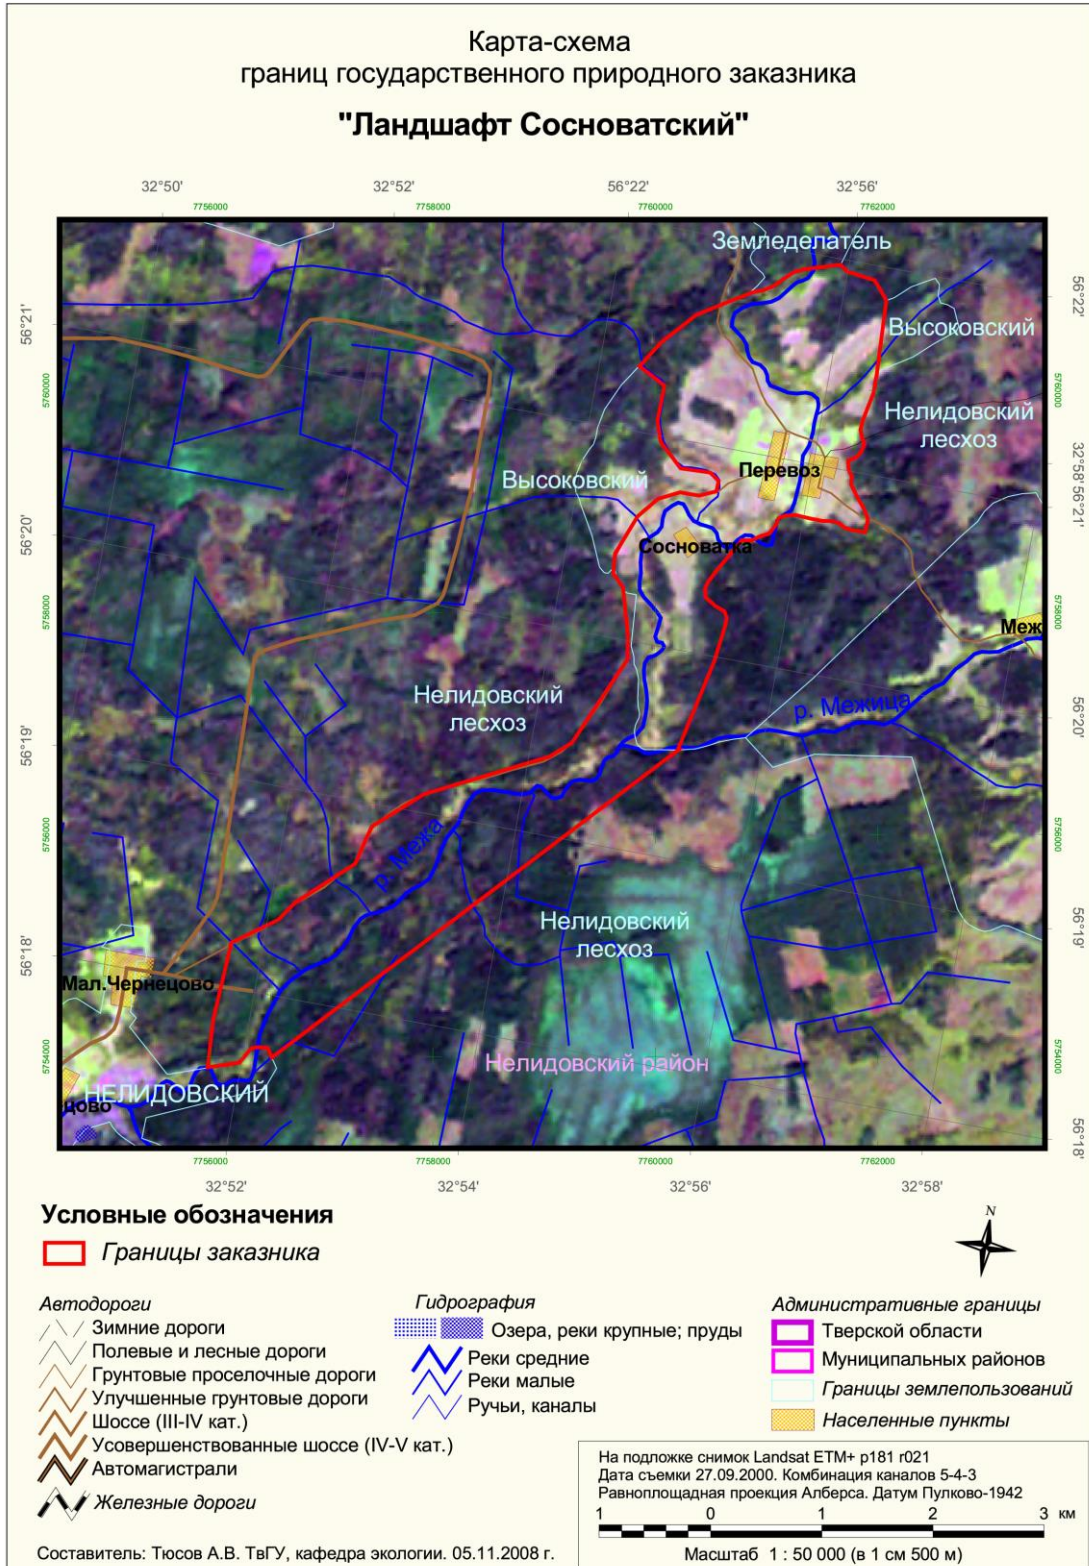 Карта-схема
границ государственного природного заказника
"Ландшафт Сосноватский"
32°50' 32°52' 56°22' 32°56'
7756000 7758000 7760000 7762000
Земледелатель
56°21'
56°22'
Высоковский
5760000
5760000
Нелидовский
лесхоз
Перевоз
32°58'56°21'
Высоковский
56°20'
Сосноватка
5758000
5758000
Меж
Нелидовский
лесхоз
р. Межица
56°19'
56°20'
5756000
5756000
р. Межа
Нелидовский
лесхоз
56°18'
56°19'
Мал.Чернецово
5754000
5754000
Нелидовский район
НЕЛИДОВСКИЙ
цово
56°18'
7756000 7758000 7760000 7762000
32°52' 32°54' 32°56' 32°58'
Условные обозначения
Границы заказника
N
Автодороги
Зимние дороги
Полевые и лесные дороги
Грунтовые проселочные дороги
Улучшенные грунтовые дороги
Шоссе (III-IV кат.)
Усовершенствованные шоссе (IV-V кат.)
Автомагистрали
Железные дороги
Гидрография
Озера, реки крупные; пруды
Реки средние
Реки малые
Ручьи, каналы
Административные границы
Тверской области
Муниципальных районов
Границы землепользований
Населенные пункты
На подложке снимок Landsat ETM+ p181 r021
Дата съемки 27.09.2000. Комбинация каналов 5-4-3
Равноплощадная проекция Алберса. Датум Пулково-1942
1 0 1 2 3 км
Масштаб 1 : 50 000 (в 1 см 500 м)
Составитель: Тюсов А.В. ТвГУ, кафедра экологии. 05.11.2008 г.